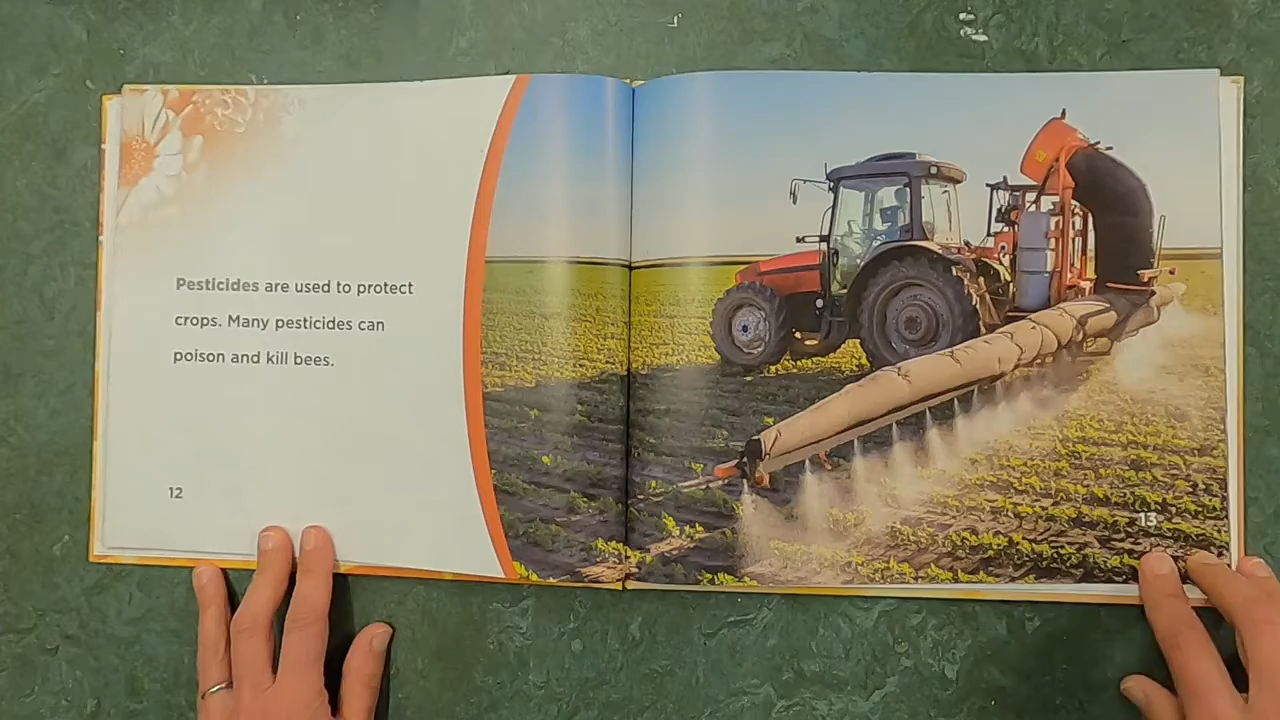 Pesticides are used to protect
crops. Many pesticides can
poison and kill bees.
12
13